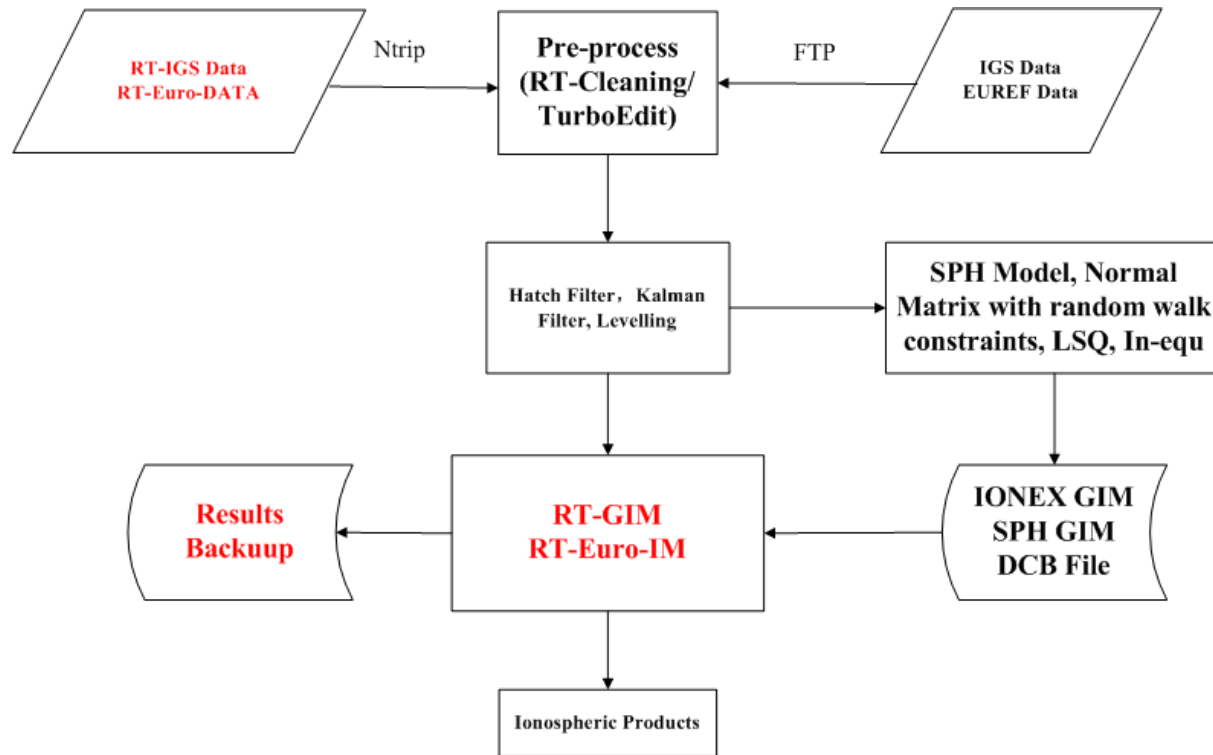 RT-IGS Data
RT-Euro-DATA
Ntrip
Pre-process
(RT-Cleaning/
TurboEdit)
FTP
IGS Data
EUREF Data
Hatch Filter，Kalman
Filter, Levelling
SPH Model, Normal
Matrix with random walk
constraints, LSQ, In-equ
Results
Backuup
RT-GIM
RT-Euro-IM
IONEX GIM
SPH GIM
DCB File
Ionospheric Products